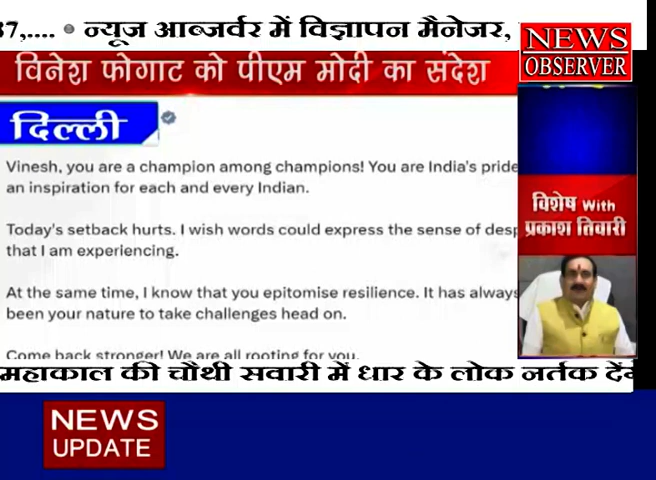 37,.... • न्यूज आब्जर्वर में विज्ञापन मैनेजर,
NEWS
OBSERVER
विनेश फोगाट को पीएम मोदी का संदेश
दिल्ली
Vinesh, you are a champion among champions! You are India's pride
an inspiration for each and every Indian.
Today's setback hurts. I wish words could express the sense of desp
that I am experiencing.
At the same time, I know that you epitomise resilience. It has always
been your nature to take challenges head on.
Come back stronger! We are all rooting for you.
विशेष With
प्रकाश तिवारी
महाकाल की चौथी सवारी में धार के लोक नर्तक देंगे
NEWS
UPDATE